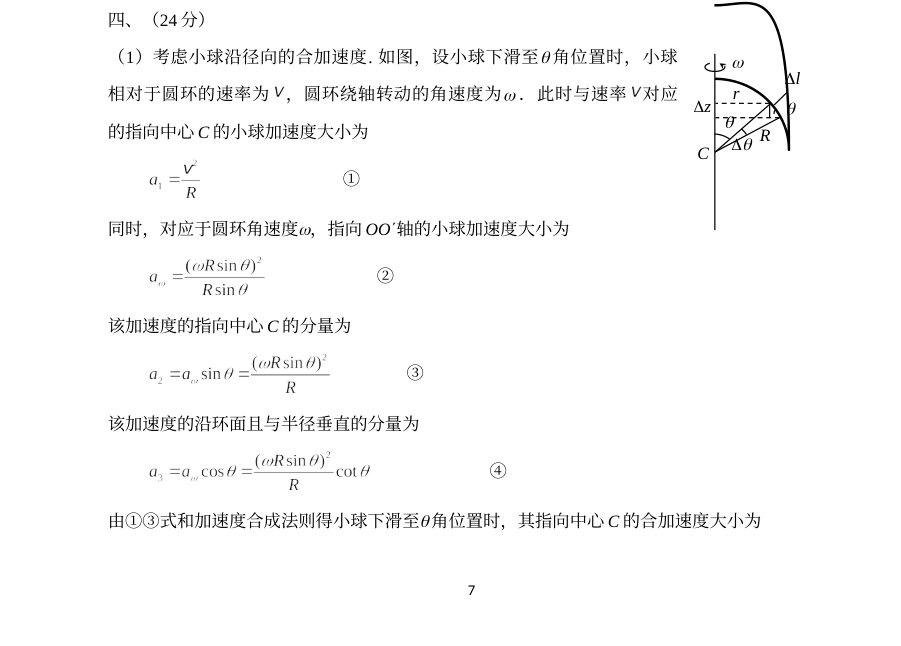 四、（24分）
（1）考虑小球沿径向的合加速度. 如图，设小球下滑至θ角位置时，小球
相对于圆环的速率为v，圆环绕轴转动的角速度为ω．此时与速率v对应
的指向中心C的小球加速度大小为
a₁ = v²/R ①
同时，对应于圆环角速度ω，指向OO′轴的小球加速度大小为
a_ω = (ωR sin θ)²/(R sin θ) ②
该加速度的指向中心C的分量为
a₂ = a_ω sin θ = (ωR sin θ)²/R ③
该加速度的沿环面且与半径垂直的分量为
a₃ = a_ω cos θ = (ωR sin θ)²/R cot θ ④
由①③式和加速度合成法则得小球下滑至θ角位置时，其指向中心C的合加速度大小为
7
ω
Δl
r
Δz
θ
θ
R
Δθ
C